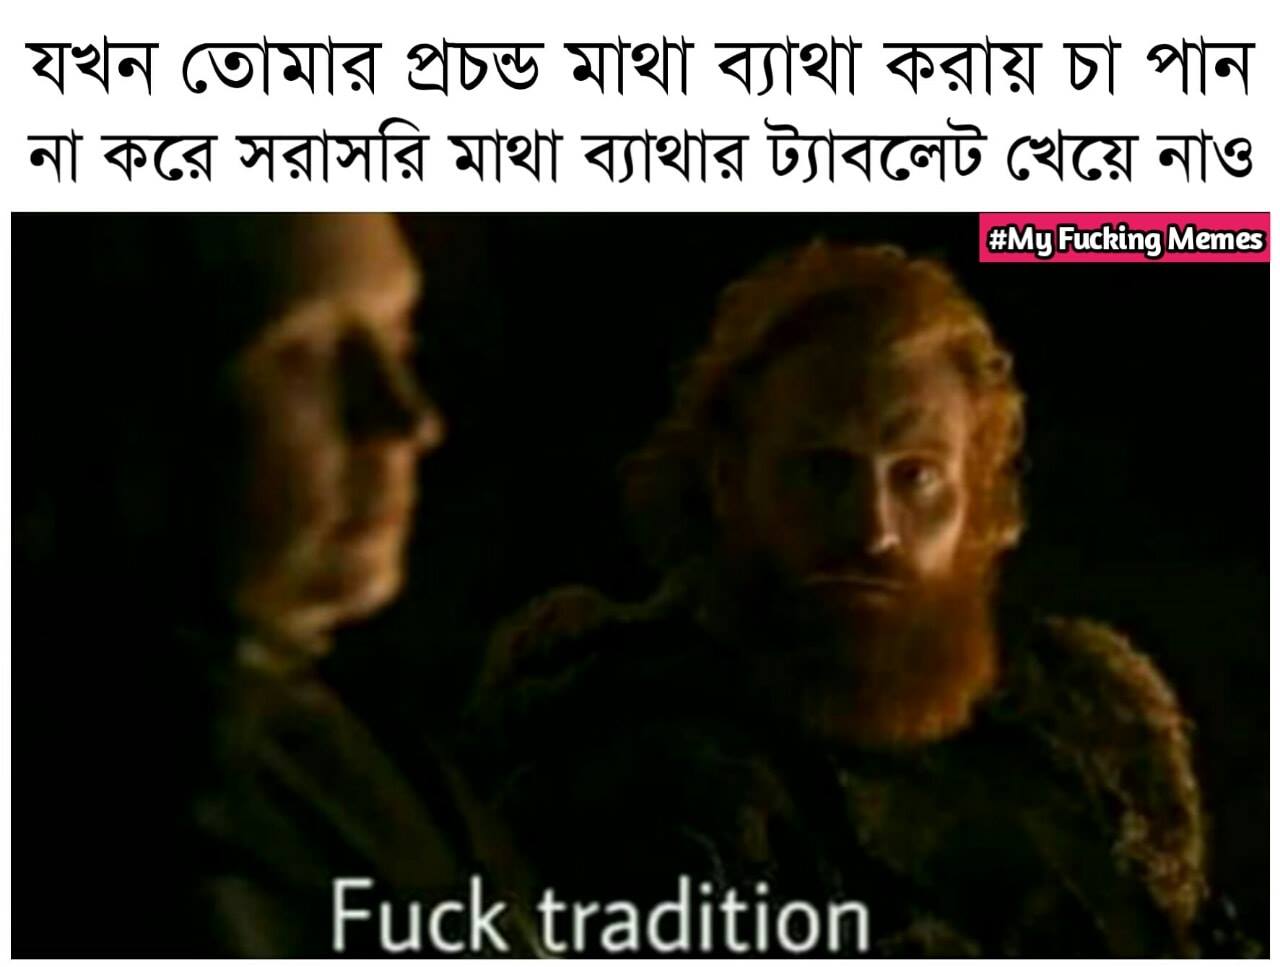 যখন তোমার প্রচন্ড মাথা ব্যাথা করায় চা পান
না করে সরাসরি মাথা ব্যাথার ট্যাবলেট খেয়ে নাও
#My Fucking Memes
Fuck tradition